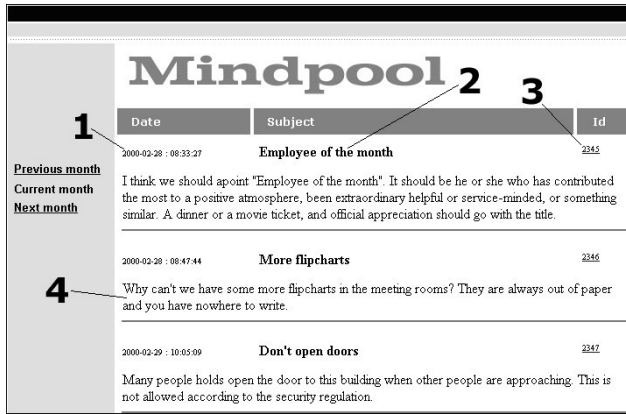 Mindpool
2
3
1
Date Subject Id
2000-02-28 : 08:33:27 Employee of the month 2345
Previous month
Current month
Next month
I think we should apoint "Employee of the month". It should be he or she who has contributed
the most to a positive atmosphere, been extraordinary helpful or service-minded, or something
similar. A dinner or a movie ticket, and official appreciation should go with the title.
2000-02-28 : 08:47:44 More flipcharts 2346
4
Why can't we have some more flipcharts in the meeting rooms? They are always out of paper
and you have nowhere to write.
2000-02-29 : 10:05:09 Don't open doors 2347
Many people holds open the door to this building when other people are approaching. This is
not allowed according to the security regulation.